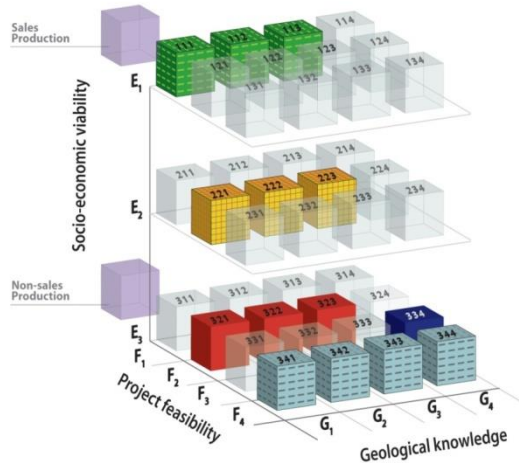 Sales
Production
114
113
112
111
124
123
122
121
134
133
132
131
E1
Socio-economic viability
214
213
212
211
224
223
222
221
234
233
232
231
E2
Non-sales
Production
314
313
312
311
324
323
322
321
334
333
332
331
344
343
342
341
E3
F1
F2
F3
F4
Project feasibility
G1
G2
G3
G4
Geological knowledge